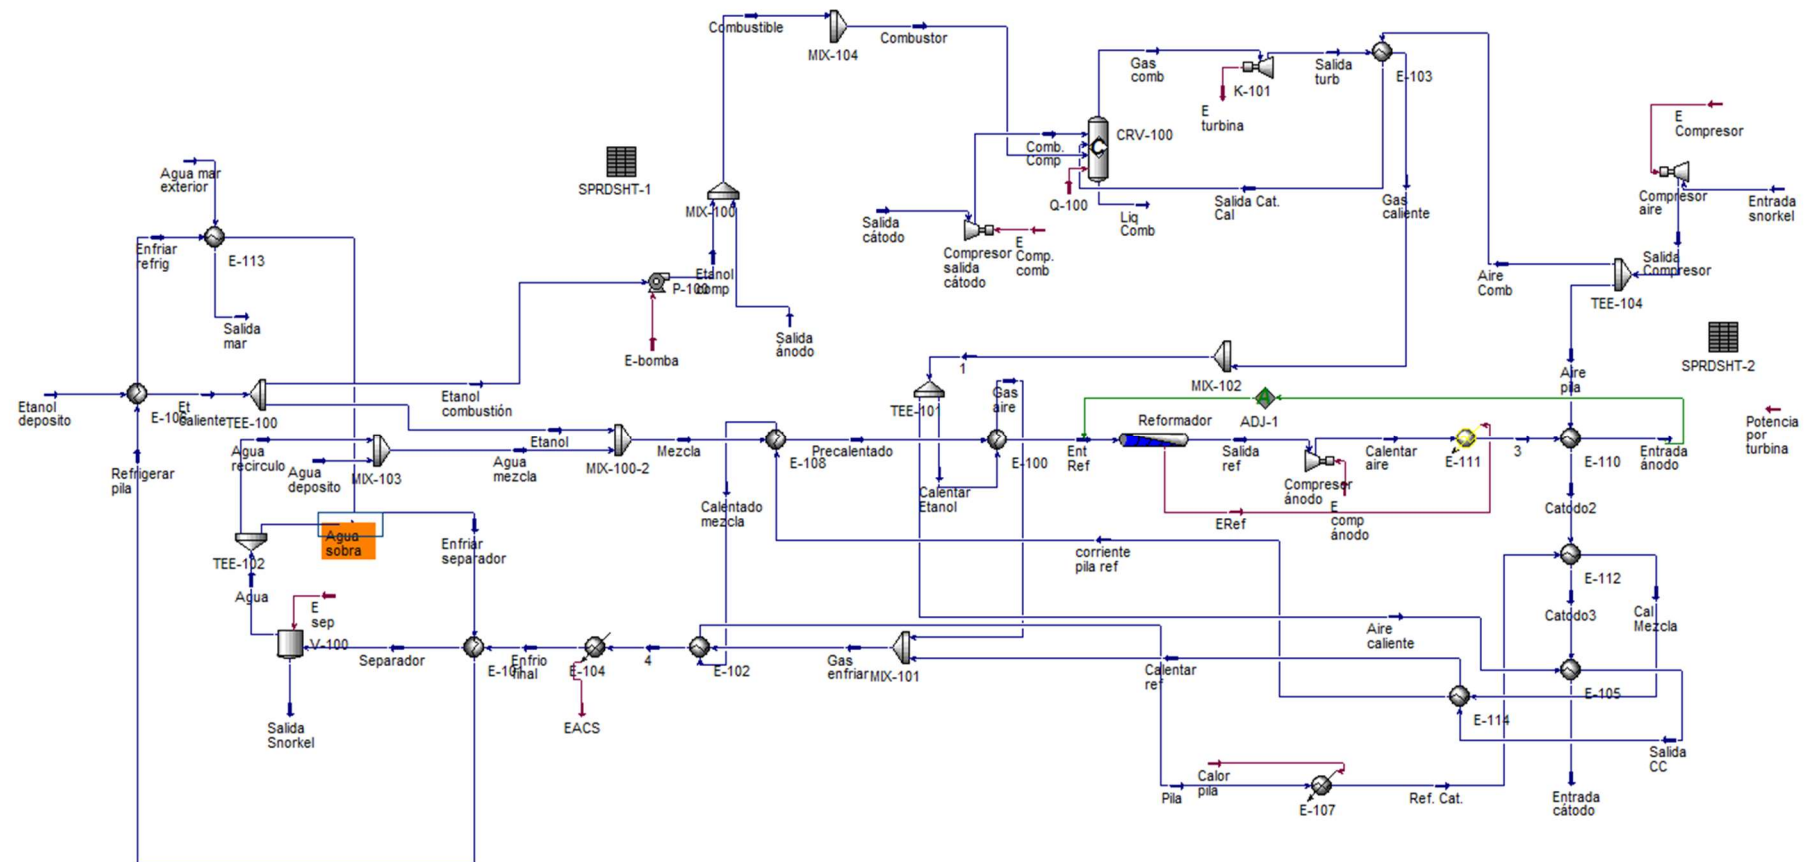 Combustible
MIX-104
Combustor
Gas
comb
Salida
turb
E-103
K-101
E
turbina
E
Compresor
CRV-100
Comb.
Comp
SPRDSHT-1
Agua mar
exterior
MIX-100
Q-100
Salida Cat.
Cal
Gas
caliente
Compresor
aire
Entrada
snorkel
Salida
cátodo
Liq
Comb
Enfriar
refrig
E-113
Compresor
salida
cátodo
E
Comp.
comb
Salida
Compresor
Etanol
comp
P-100
Aire
Comb
TEE-104
Salida
mar
Salida
ánodo
E-bomba
SPRDSHT-2
1
Aire
pila
MIX-102
Etanol
deposito
Et
Caliente
TEE-100
Etanol
combustión
TEE-101
Gas
aire
ADJ-1
Reformador
Potencia
por
turbina
Agua
recirculo
Agua
deposito
MIX-103
Agua
mezcla
Etanol
MIX-100-2
Mezcla
E-108
Precalentado
E-100
Ent
Ref
Salida
ref
Calentar
aire
E-111
3
E-110
Entrada
ánodo
Refrigerar
pila
Calentado
mezcla
Calentar
Etanol
Compresor
ánodo
E
comp
ánodo
ERef
Catodo2
Agua
sobra
Enfriar
separador
TEE-102
corriente
pila ref
E-112
Agua
E
sep
V-100
Separador
Enfrio
final
E-104
4
E-102
Gas
enfriar
MIX-101
Calentar
ref
Aire
caliente
Catodo3
Cal
Mezcla
E-105
E-114
Salida
Snorkel
EACS
Salida
CC
Pila
Calor
pila
E-107
Ref. Cat.
Entrada
cátodo